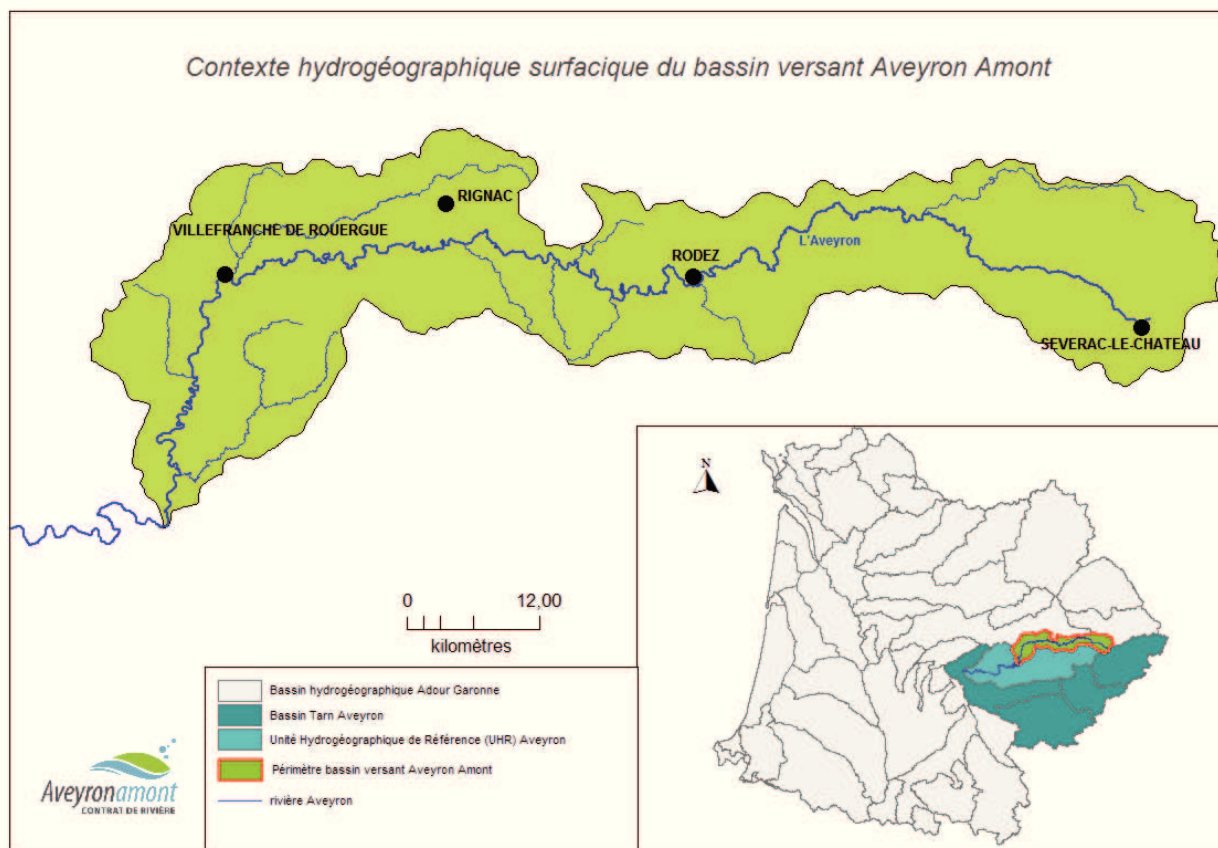 Contexte hydrogéographique surfacique du bassin versant Aveyron Amont
RIGNAC
VILLEFRANCHE DE ROUERGUE
L'Aveyron
RODEZ
SEVERAC-LE-CHATEAU
N
0 12,00
kilomètres
Bassin hydrogéographique Adour Garonne
Bassin Tarn Aveyron
Unité Hydrogéographique de Référence (UHR) Aveyron
Périmètre bassin versant Aveyron Amont
rivière Aveyron
Aveyronamont
CONTRAT DE RIVIÈRE